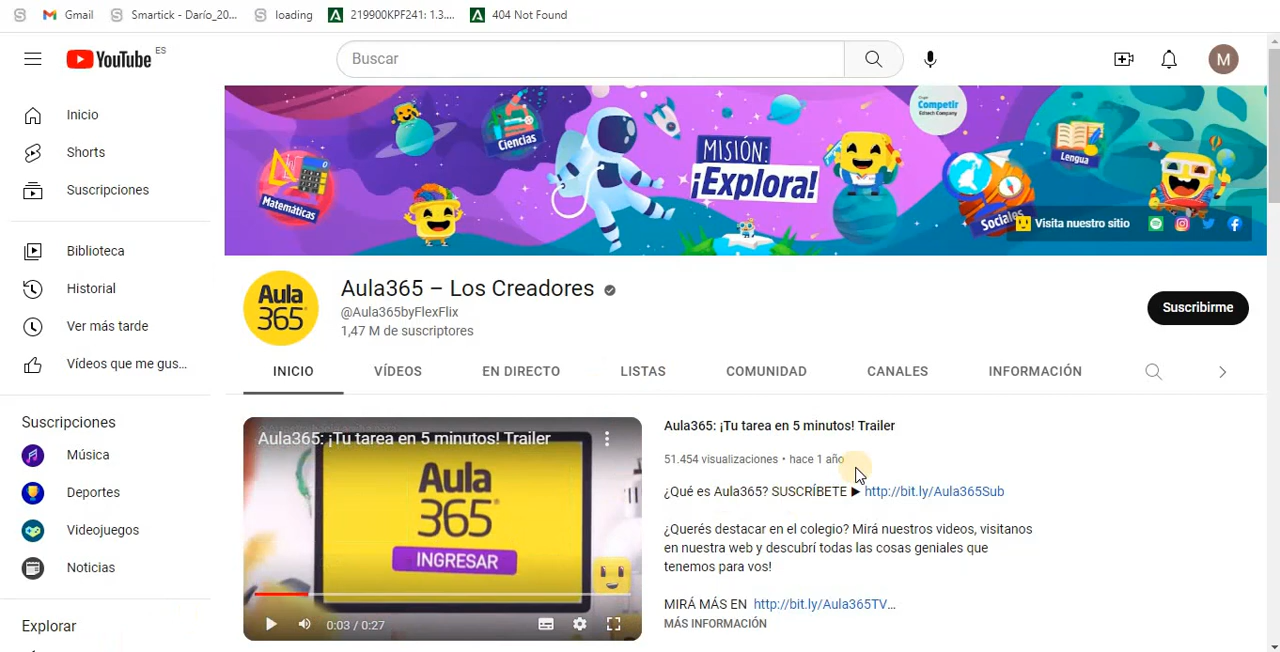 Gmail
Smartick - Darío_20...
loading
219900KPF241: 1.3....
404 Not Found
YouTube ES
Buscar
M
Inicio
Shorts
Suscripciones
Biblioteca
Historial
Ver más tarde
Vídeos que me gus...
Suscripciones
Música
Deportes
Videojuegos
Noticias
Explorar
Matemáticas
Ciencias
MISIÓN:
¡Explora!
Competir
Edtech Company
Lengua
Sociales
Visita nuestro sitio
Aula
365
Aula365 – Los Creadores
@Aula365byFlexFlix
1,47 M de suscriptores
Suscribirme
INICIO
VÍDEOS
EN DIRECTO
LISTAS
COMUNIDAD
CANALES
INFORMACIÓN
Aula365: ¡Tu tarea en 5 minutos! Trailer
Aula
365
INGRESAR
0:03 / 0:27
Aula365: ¡Tu tarea en 5 minutos! Trailer
51.454 visualizaciones • hace 1 año
¿Qué es Aula365? SUSCRÍBETE ▶ http://bit.ly/Aula365Sub
¿Querés destacar en el colegio? Mirá nuestros videos, visitanos
en nuestra web y descubrí todas las cosas geniales que
tenemos para vos!
MIRÁ MÁS EN http://bit.ly/Aula365TV...
MÁS INFORMACIÓN